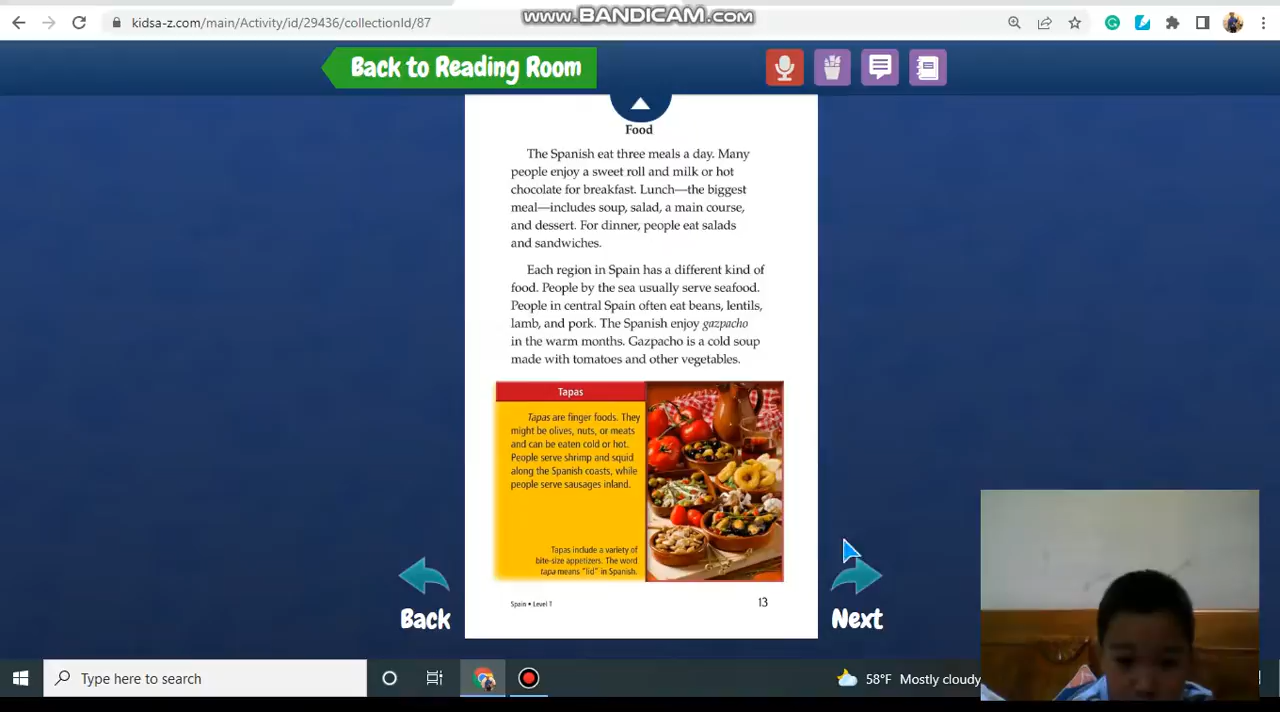 www.BANDICAM.com
kidsa-z.com/main/Activity/id/29436/collectionId/87
Back to Reading Room
Food
The Spanish eat three meals a day. Many
people enjoy a sweet roll and milk or hot
chocolate for breakfast. Lunch—the biggest
meal—includes soup, salad, a main course,
and dessert. For dinner, people eat salads
and sandwiches.
Each region in Spain has a different kind of
food. People by the sea usually serve seafood.
People in central Spain often eat beans, lentils,
lamb, and pork. The Spanish enjoy gazpacho
in the warm months. Gazpacho is a cold soup
made with tomatoes and other vegetables.
Tapas
Tapas are finger foods. They
might be olives, nuts, or meats
and can be eaten cold or hot.
People serve shrimp and squid
along the Spanish coasts, while
people serve sausages inland.
Tapas include a variety of
bite-size appetizers. The word
tapa means "lid" in Spanish.
Spain • Level T
13
Back
Next
Type here to search
58°F Mostly cloudy